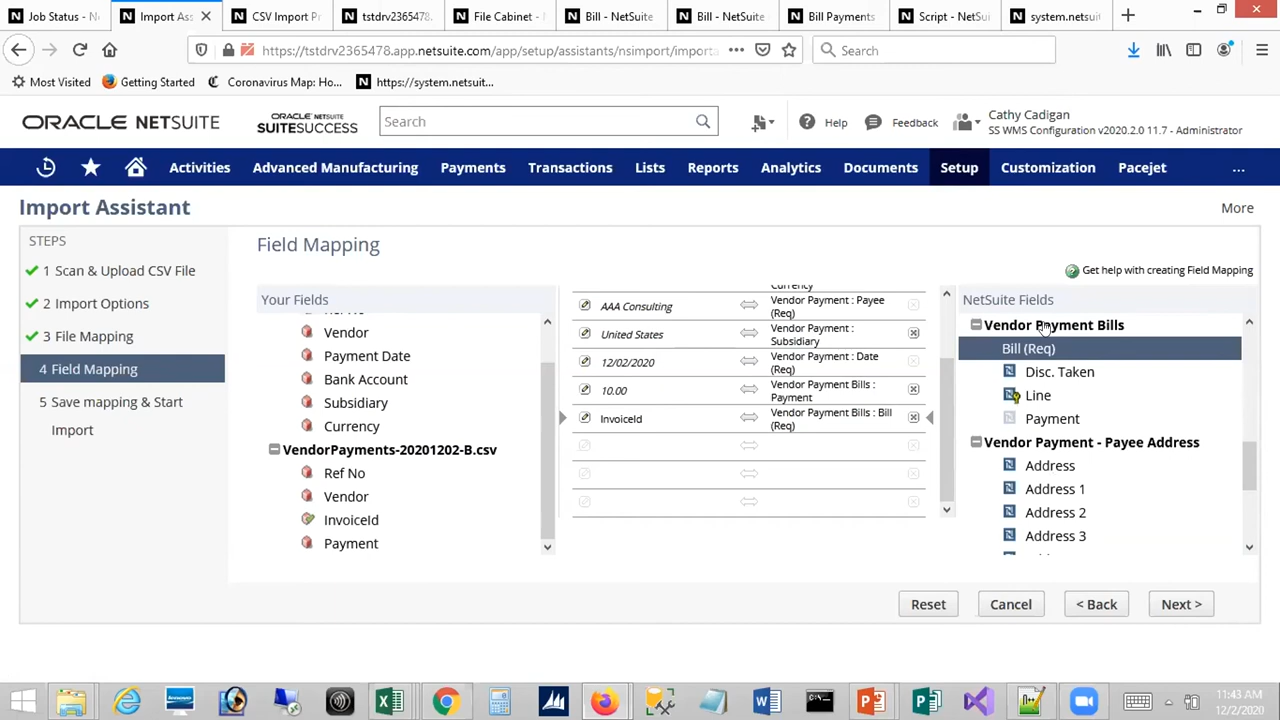 Job Status - Ne
Import Ass
CSV Import Pr
tstdrv2365478.
File Cabinet -
Bill - NetSuite
Bill - NetSuite
Bill Payments
Script - NetSui
system.netsuit
https://tstdrv2365478.app.netsuite.com/app/setup/assistants/nsimport/importa
Search
Most Visited
Getting Started
Coronavirus Map: Ho...
https://system.netsuit...
ORACLE NETSUITE
ORACLE NETSUITE
SUITESUCCESS
Search
Help
Feedback
Cathy Cadigan
SS WMS Configuration v2020.2.0 11.7 - Administrator
Activities
Advanced Manufacturing
Payments
Transactions
Lists
Reports
Analytics
Documents
Setup
Customization
Pacejet
...
Import Assistant
More
STEPS
1 Scan & Upload CSV File
2 Import Options
3 File Mapping
4 Field Mapping
5 Save mapping & Start
Import
Field Mapping
Get help with creating Field Mapping
Your Fields
Ref No
Vendor
Payment Date
Bank Account
Subsidiary
Currency
VendorPayments-20201202-B.csv
Ref No
Vendor
InvoiceId
Payment
Currency
AAA Consulting
Vendor Payment : Payee
(Req)
United States
Vendor Payment :
Subsidiary
12/02/2020
Vendor Payment : Date
(Req)
10.00
Vendor Payment Bills :
Payment
InvoiceId
Vendor Payment Bills : Bill
(Req)
NetSuite Fields
Vendor Payment Bills
Bill (Req)
Disc. Taken
Line
Payment
Vendor Payment - Payee Address
Address
Address 1
Address 2
Address 3
Reset
Cancel
< Back
Next >
11:43 AM
12/2/2020